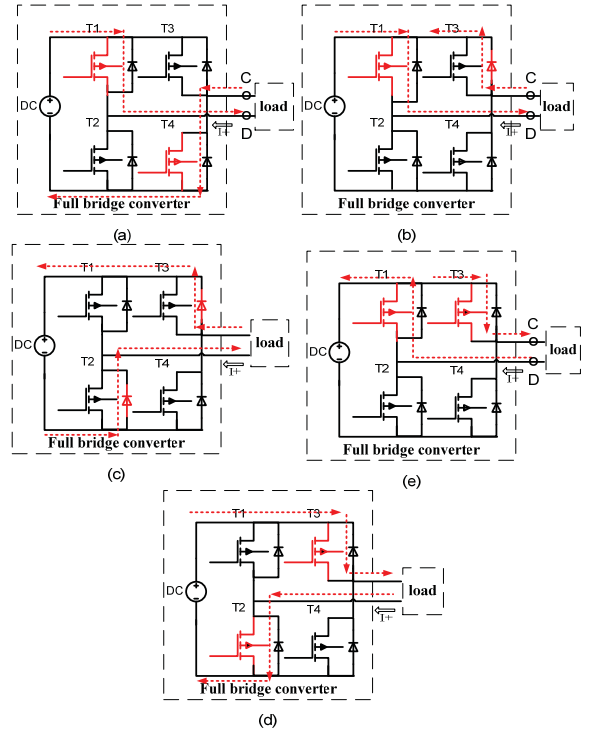 T1 T3
C
DC
load
T2 T4
I+
D
Full bridge converter
(a)
T1 T3
C
DC
load
T2 T4
I+
D
Full bridge converter
(b)
T1 T3
DC
load
T2 T4
I+
Full bridge converter
(c)
T1 T3
C
DC
load
T2 T4
I+
D
Full bridge converter
(e)
T1 T3
DC
load
T2 T4
I+
Full bridge converter
(d)